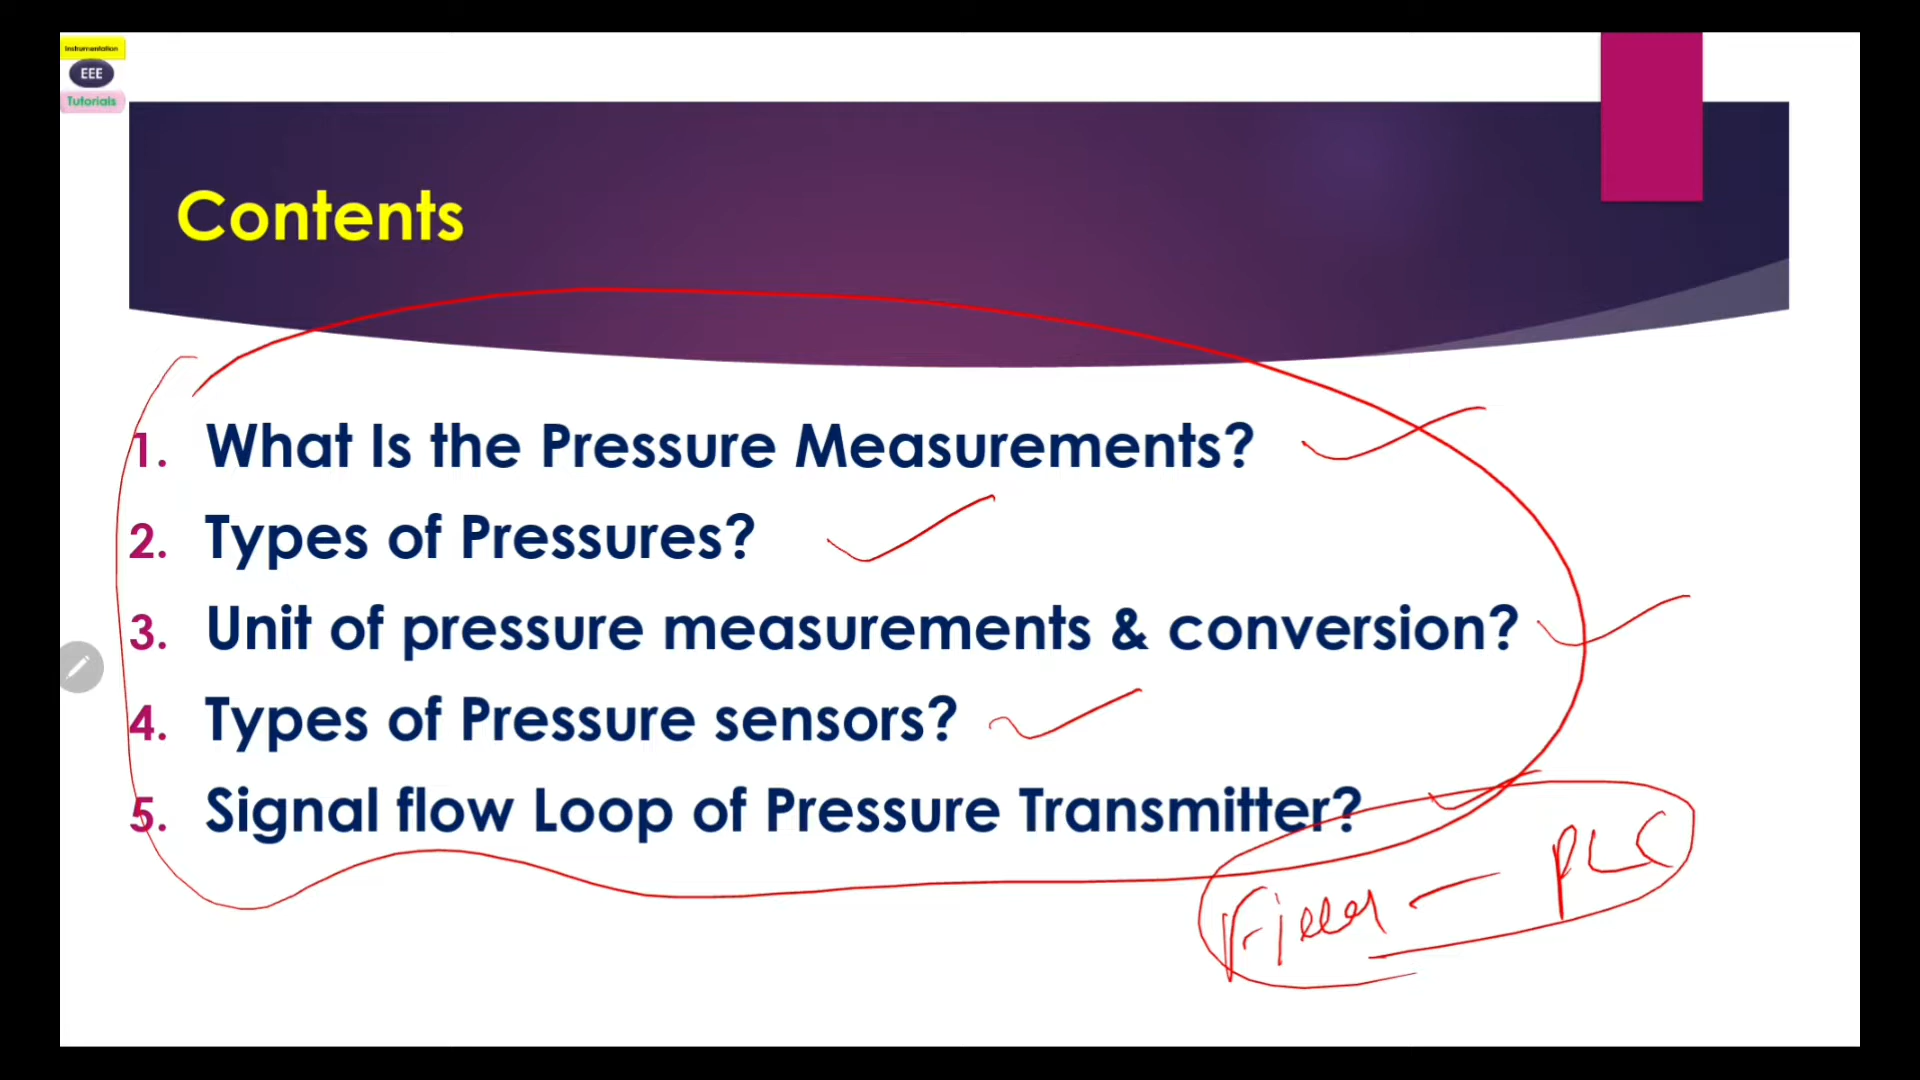 Instrumentation
EEE
Tutorials
Contents
1. What Is the Pressure Measurements?
2. Types of Pressures?
3. Unit of pressure measurements & conversion?
4. Types of Pressure sensors?
5. Signal flow Loop of Pressure Transmitter?
Field - PLC